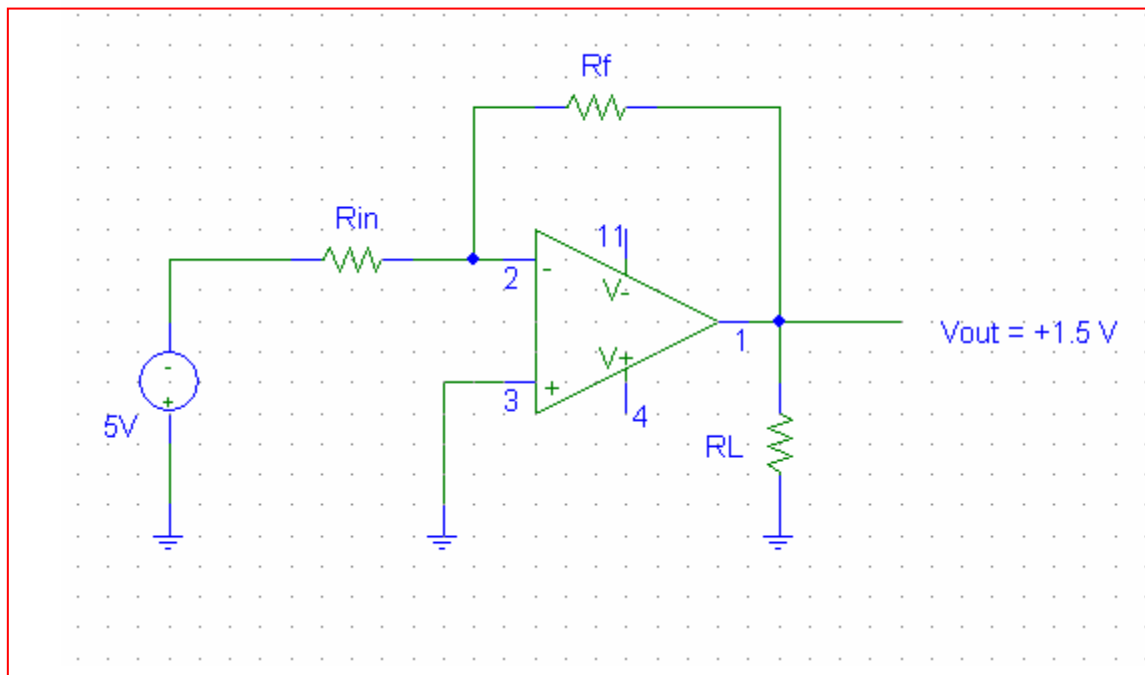 Rf
Rin
11
2
-
V-
1
Vout = +1.5 V
-
V+
+
+
3
4
5V
RL